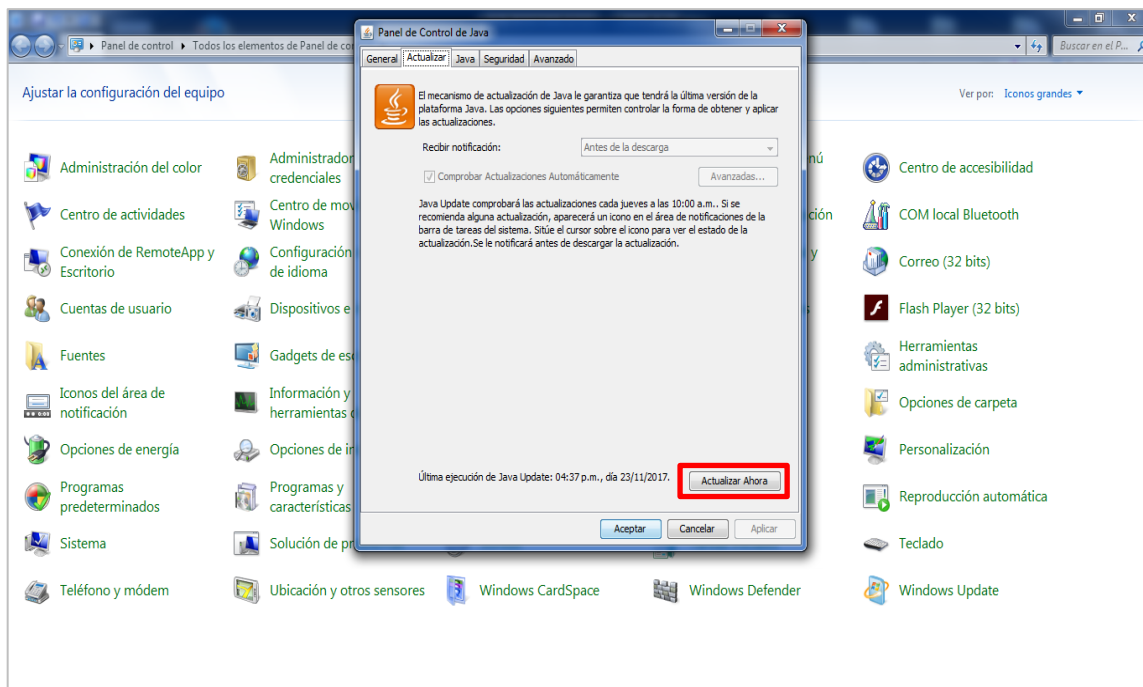 Panel de control ▸ Todos los elementos de Panel de co
Buscar en el P...
Ajustar la configuración del equipo
Ver por: Iconos grandes
Panel de Control de Java
General Actualizar Java Seguridad Avanzado
El mecanismo de actualización de Java le garantiza que tendrá la última versión de la
plataforma Java. Las opciones siguientes permiten controlar la forma de obtener y aplicar
las actualizaciones.
Recibir notificación: Antes de la descarga
Comprobar Actualizaciones Automáticamente Avanzadas...
Java Update comprobará las actualizaciones cada jueves a las 10:00 a.m.. Si se
recomienda alguna actualización, aparecerá un icono en el área de notificaciones de la
barra de tareas del sistema. Sitúe el cursor sobre el icono para ver el estado de la
actualización.Se le notificará antes de descargar la actualización.
Última ejecución de Java Update: 04:37 p.m., día 23/11/2017. Actualizar Ahora
Aceptar Cancelar Aplicar
Administración del color
Centro de actividades
Conexión de RemoteApp y
Escritorio
Cuentas de usuario
Fuentes
Iconos del área de
notificación
Opciones de energía
Programas
predeterminados
Sistema
Teléfono y módem
Administrador
credenciales
Centro de mov
Windows
Configuración
de idioma
Dispositivos e
Gadgets de esc
Información y
herramientas
Opciones de in
Programas y
características
Solución de pr
Ubicación y otros sensores
Windows CardSpace
nú
ción
y
Windows Defender
Centro de accesibilidad
COM local Bluetooth
Correo (32 bits)
Flash Player (32 bits)
Herramientas
administrativas
Opciones de carpeta
Personalización
Reproducción automática
Teclado
Windows Update